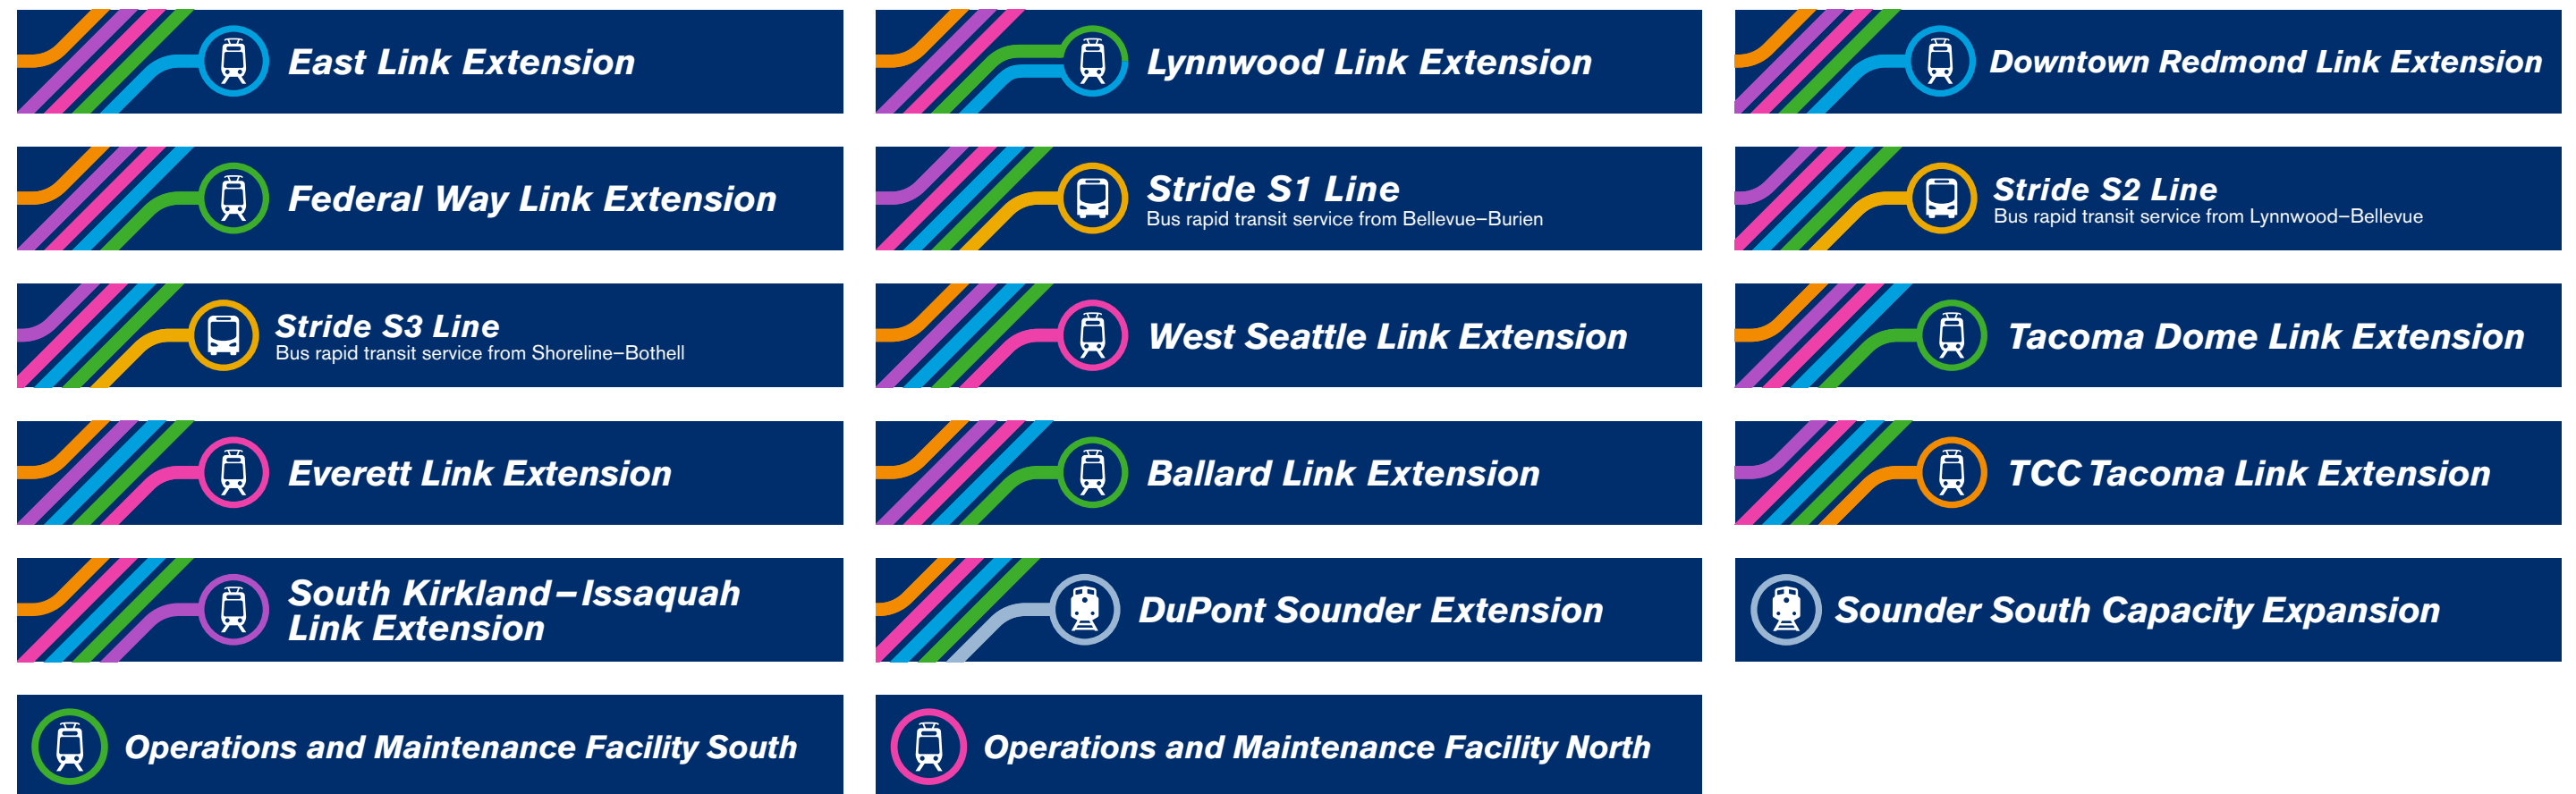 East Link Extension
Lynnwood Link Extension
Downtown Redmond Link Extension
Federal Way Link Extension
Stride S1 Line
Bus rapid transit service from Bellevue–Burien
Stride S2 Line
Bus rapid transit service from Lynnwood–Bellevue
Stride S3 Line
Bus rapid transit service from Shoreline–Bothell
West Seattle Link Extension
Tacoma Dome Link Extension
Everett Link Extension
Ballard Link Extension
TCC Tacoma Link Extension
South Kirkland–Issaquah
Link Extension
DuPont Sounder Extension
Sounder South Capacity Expansion
Operations and Maintenance Facility South
Operations and Maintenance Facility North